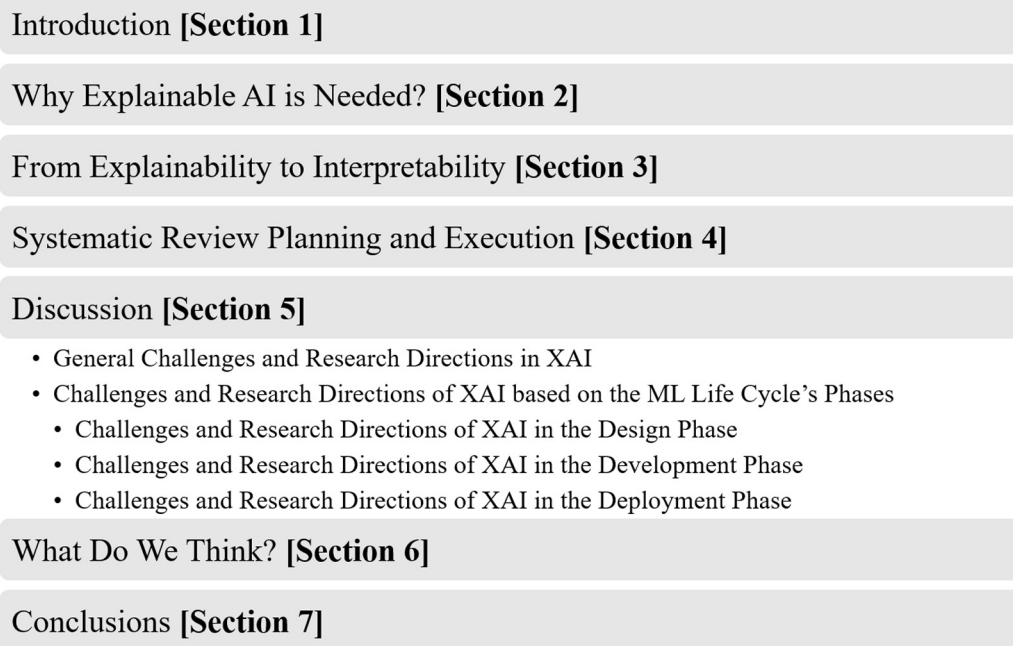 Introduction [Section 1]
Why Explainable AI is Needed? [Section 2]
From Explainability to Interpretability [Section 3]
Systematic Review Planning and Execution [Section 4]
Discussion [Section 5]
• General Challenges and Research Directions in XAI
• Challenges and Research Directions of XAI based on the ML Life Cycle’s Phases
• Challenges and Research Directions of XAI in the Design Phase
• Challenges and Research Directions of XAI in the Development Phase
• Challenges and Research Directions of XAI in the Deployment Phase
What Do We Think? [Section 6]
Conclusions [Section 7]